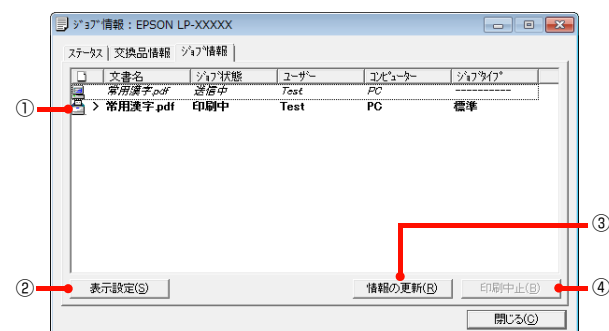 ｼﾞｮﾌﾞ情報 : EPSON LP-XXXXX
ｽﾃｰﾀｽ 交換品情報 ｼﾞｮﾌﾞ情報
文書名 ｼﾞｮﾌﾞ状態 ﾕｰｻﾞｰ ｺﾝﾋﾟｭｰﾀｰ ｼﾞｮﾌﾞﾀｲﾌﾟ
常用漢字.pdf 送信中 Test PC ----------
① > 常用漢字.pdf 印刷中 Test PC 標準
③
② 表示設定(S) 情報の更新(R) 印刷中止(B) ④
閉じる(C)